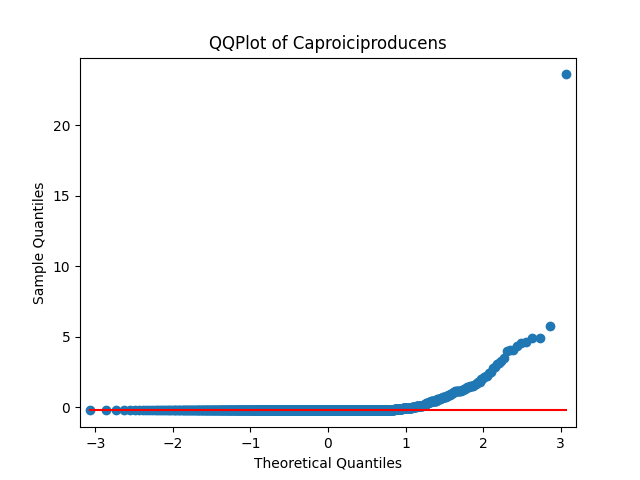 QQPlot of Caproiciproducens
Sample Quantiles
20
15
10
5
0
−3 −2 −1 0 1 2 3
Theoretical Quantiles